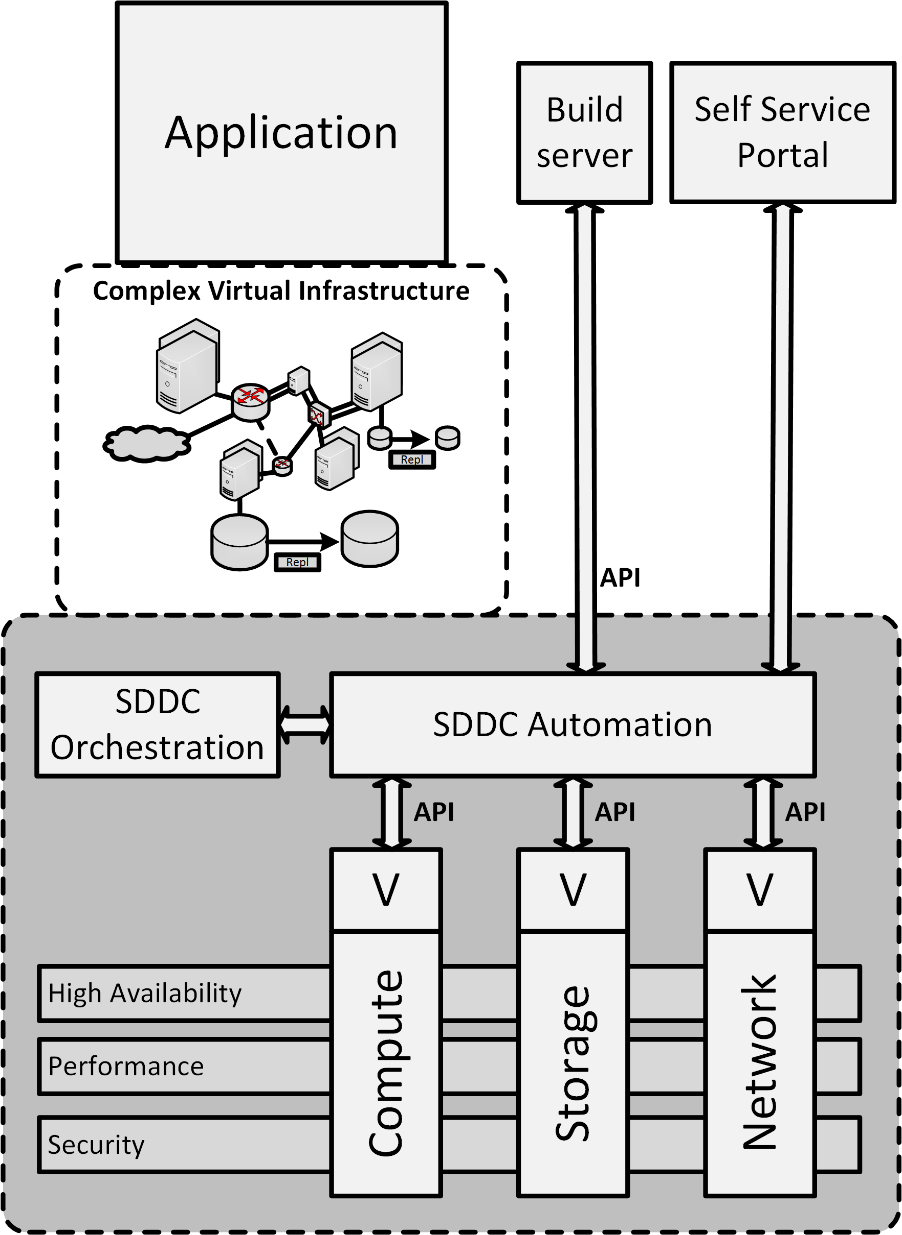 Application
Build
server
Self Service
Portal
Complex Virtual Infrastructure
Repl
Repl
API
SDDC
Orchestration
SDDC Automation
API
API
API
V
V
V
High Availability
Performance
Security
Compute
Storage
Network